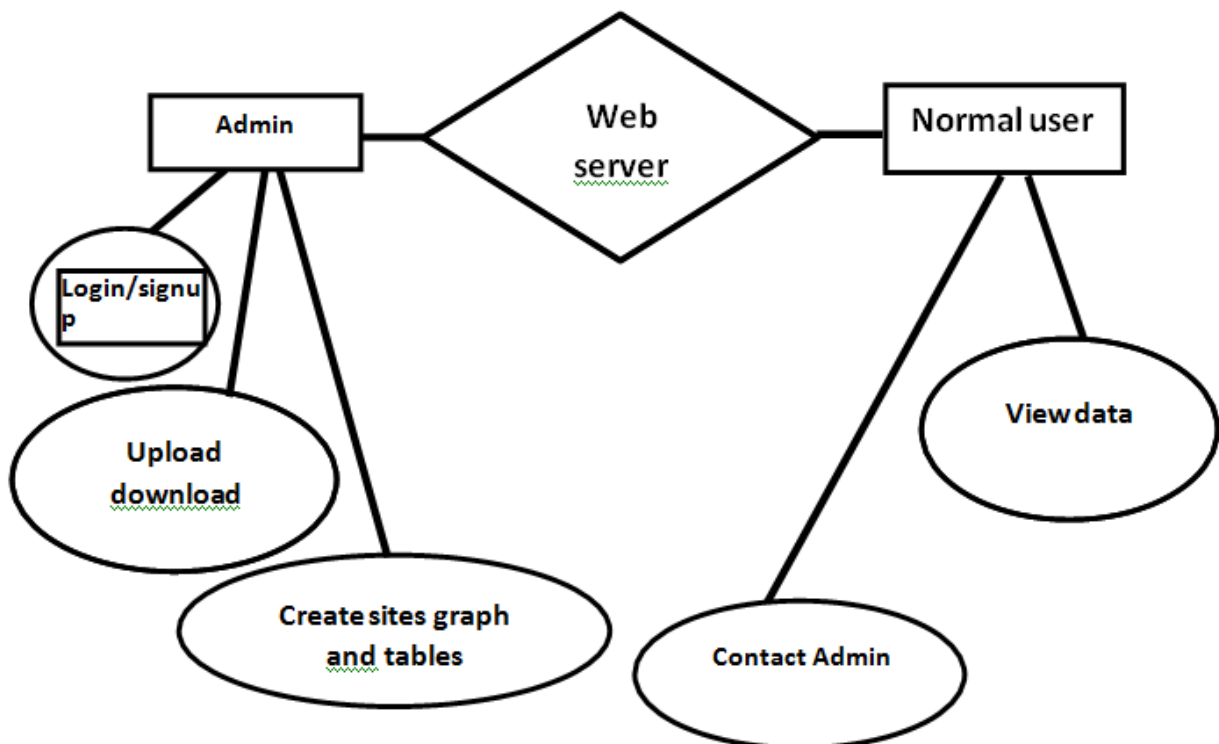 Admin
Web
server
Normal user
Login/signu
p
Upload
download
Create sites graph
and tables
View data
Contact Admin